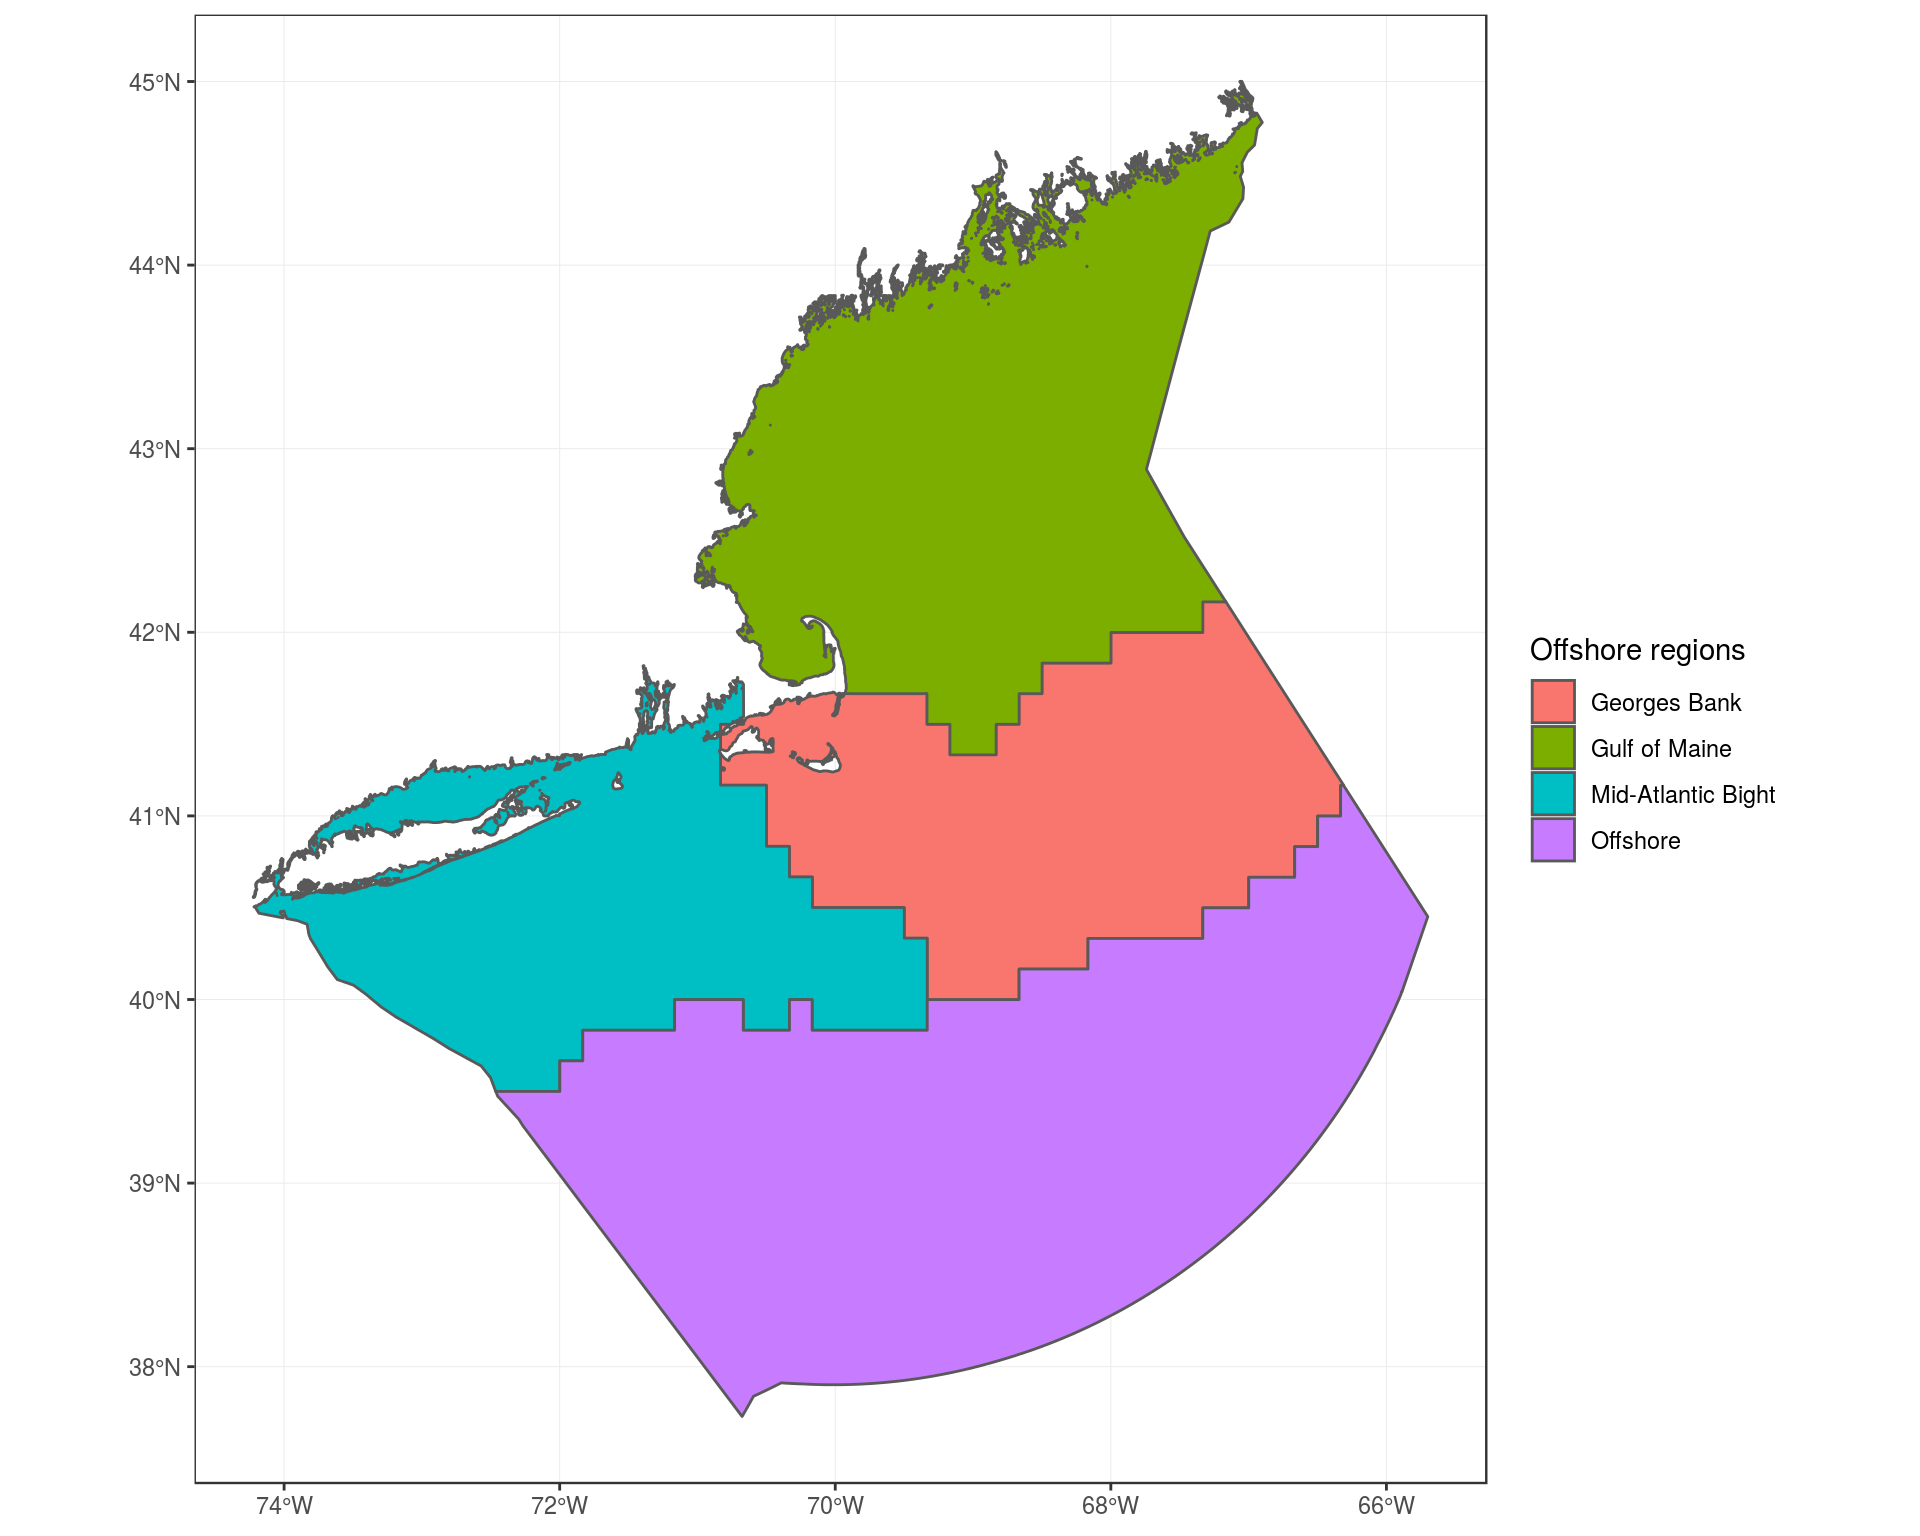 45°N
44°N
43°N
42°N
41°N
40°N
39°N
38°N
74°W 72°W 70°W 68°W 66°W
Offshore regions
Georges Bank
Gulf of Maine
Mid-Atlantic Bight
Offshore